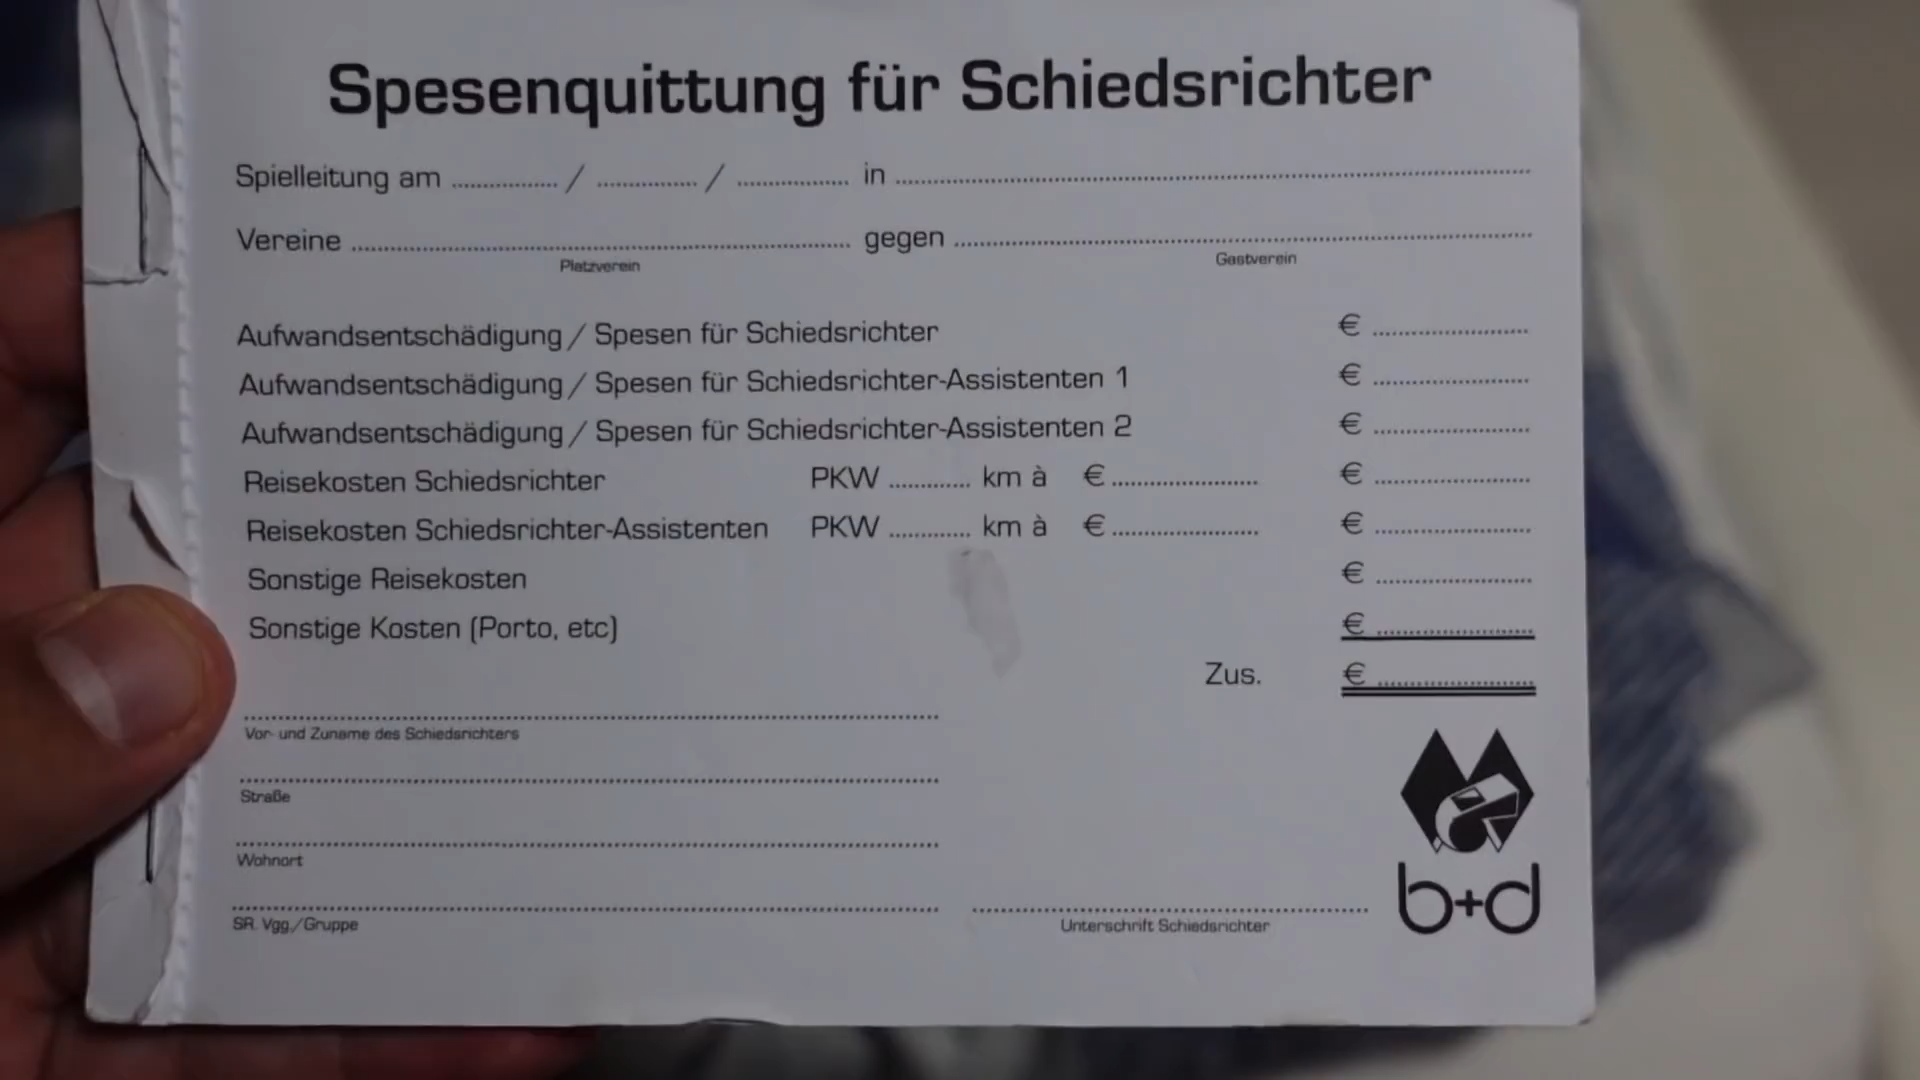 Spesenquittung für Schiedsrichter
Spielleitung am ............ / ............ / ............ in ............
Vereine ............ gegen ............
Platzverein Gastverein
Aufwandsentschädigung / Spesen für Schiedsrichter € ............
Aufwandsentschädigung / Spesen für Schiedsrichter-Assistenten 1 € ............
Aufwandsentschädigung / Spesen für Schiedsrichter-Assistenten 2 € ............
Reisekosten Schiedsrichter PKW ............ km à € ............ € ............
Reisekosten Schiedsrichter-Assistenten PKW ............ km à € ............ € ............
Sonstige Reisekosten € ............
Sonstige Kosten (Porto, etc) € ............
Zus. € ............
Vor- und Zuname des Schiedsrichters
Straße
Wohnort
SR. Vgg./Gruppe Unterschrift Schiedsrichter
b+d